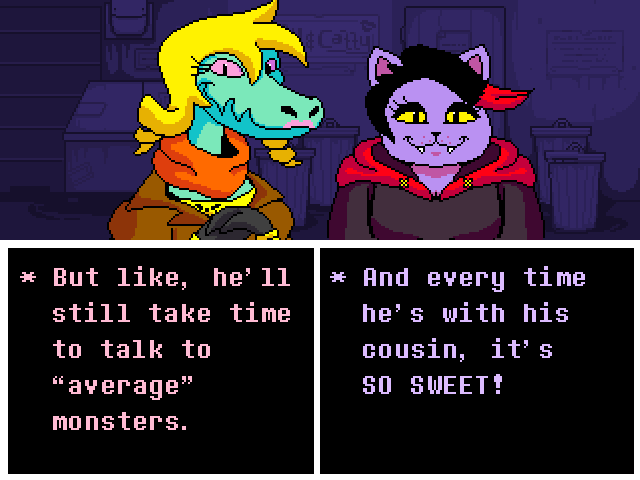 * But like, he'll
still take time
to talk to
“average”
monsters.
* And every time
he's with his
cousin, it's
SO SWEET!